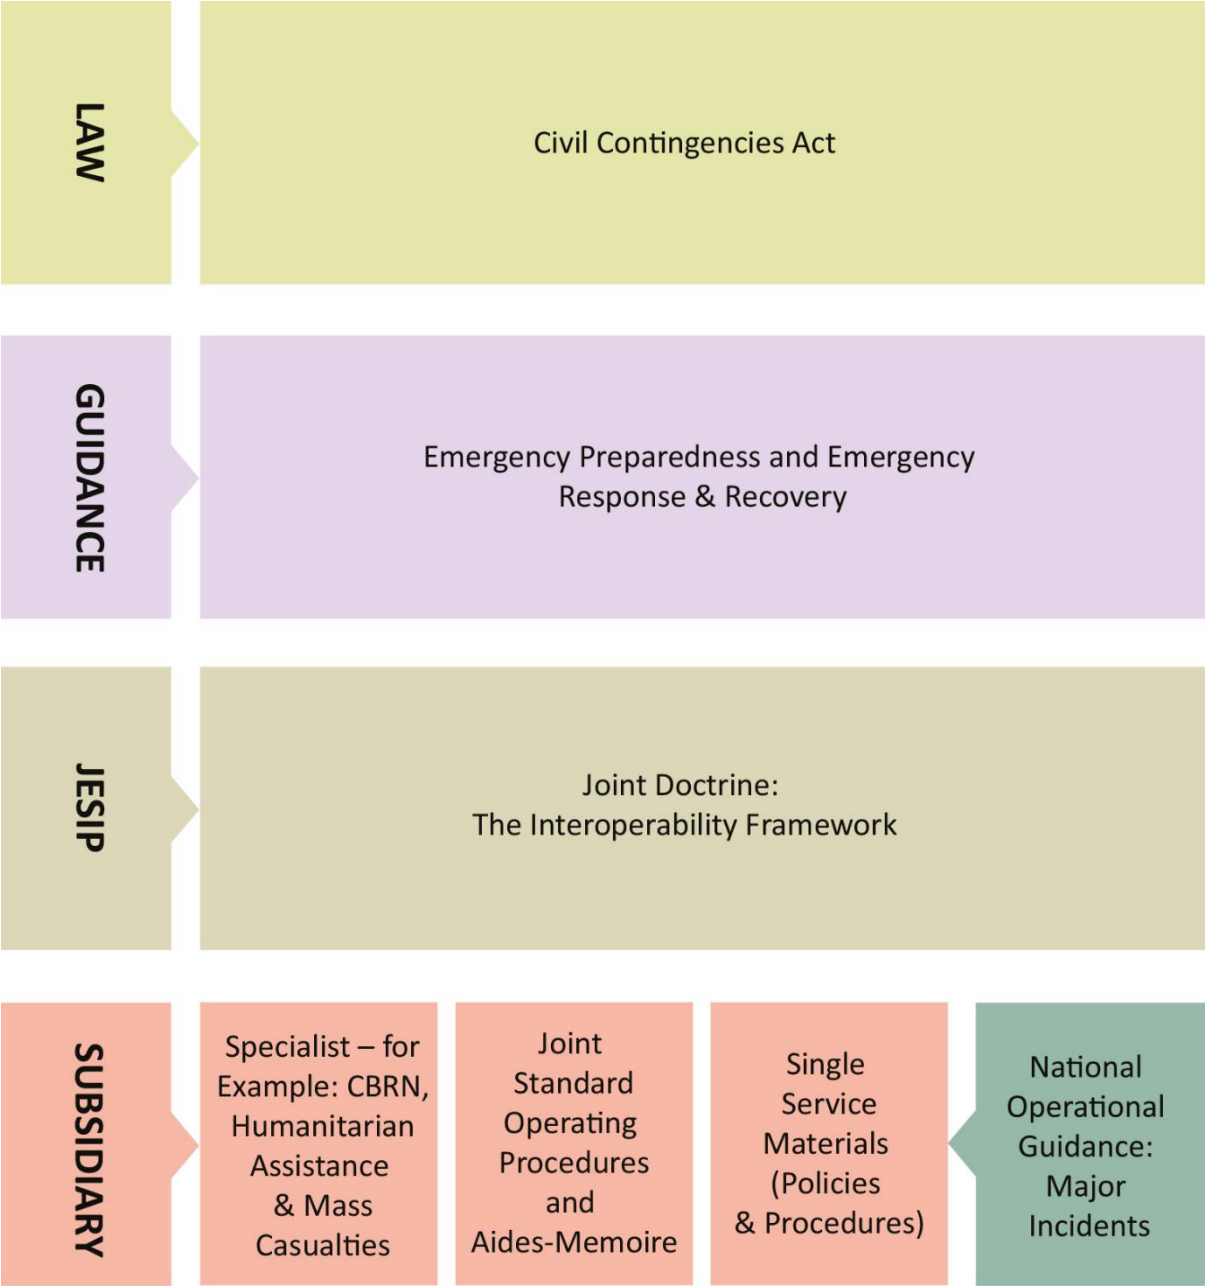 LAW
Civil Contingencies Act
GUIDANCE
Emergency Preparedness and Emergency
Response & Recovery
JESIP
Joint Doctrine:
The Interoperability Framework
SUBSIDIARY
Specialist – for
Example: CBRN,
Humanitarian
Assistance
& Mass
Casualties
Joint
Standard
Operating
Procedures
and
Aides-Memoire
Single
Service
Materials
(Policies
& Procedures)
National
Operational
Guidance:
Major
Incidents